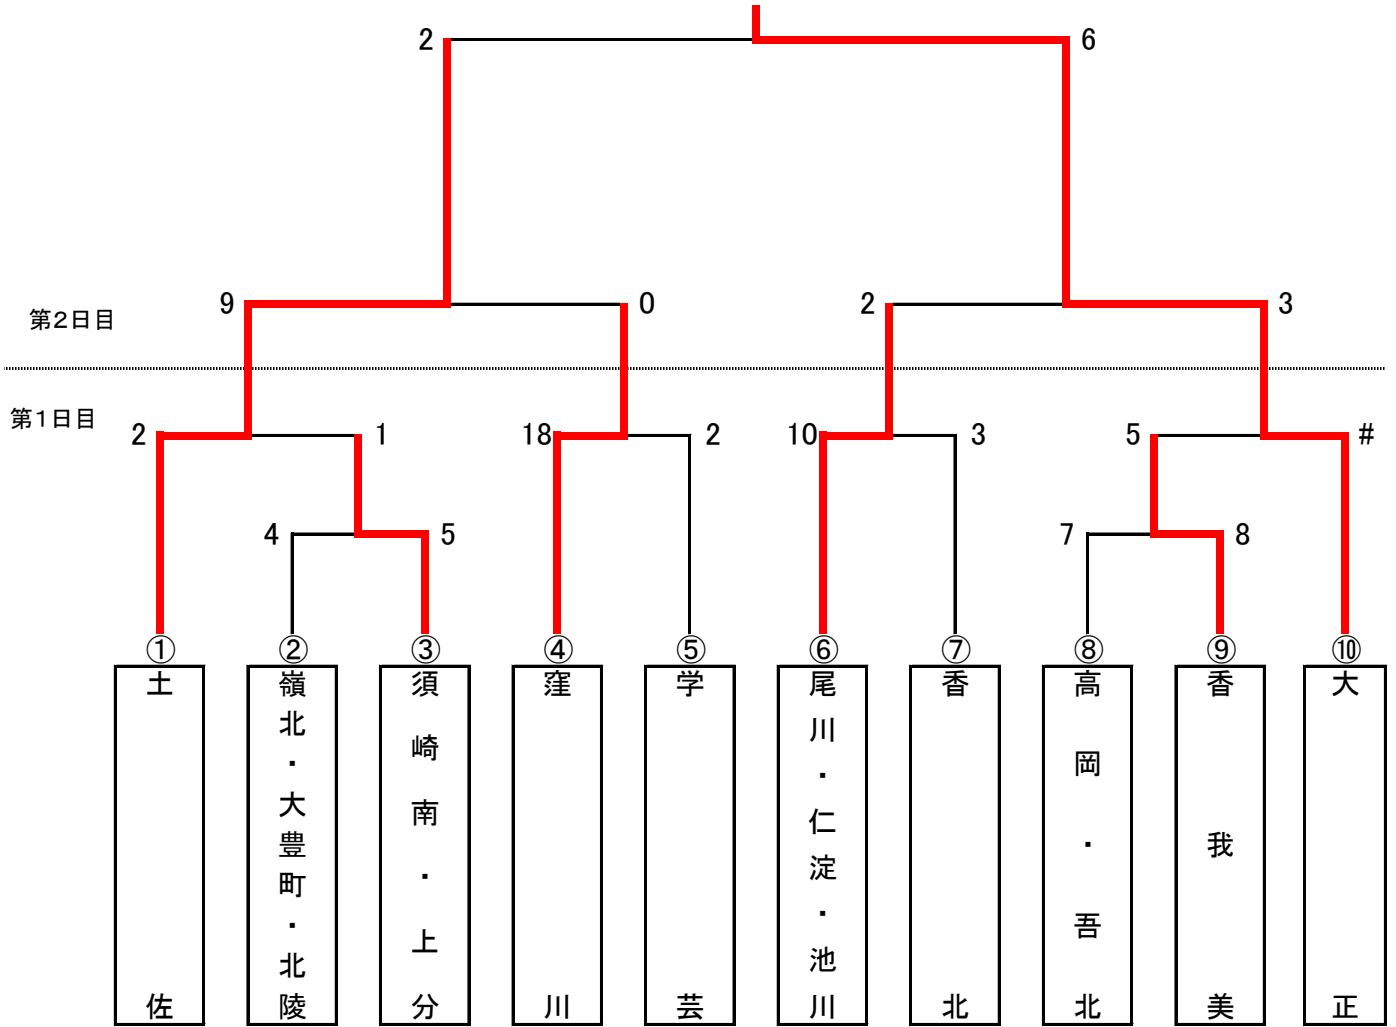 2 6
9 0 2 3
第2日目
第1日目
2 1 18 2 10 3 5 #
4 5 7 8
① ② ③ ④ ⑤ ⑥ ⑦ ⑧ ⑨ ⑩
土佐
嶺北・大豊町・北陵
須崎南・上分
窪川
学芸
尾川・仁淀・池川
香北
高岡・吾北
香我美
大正